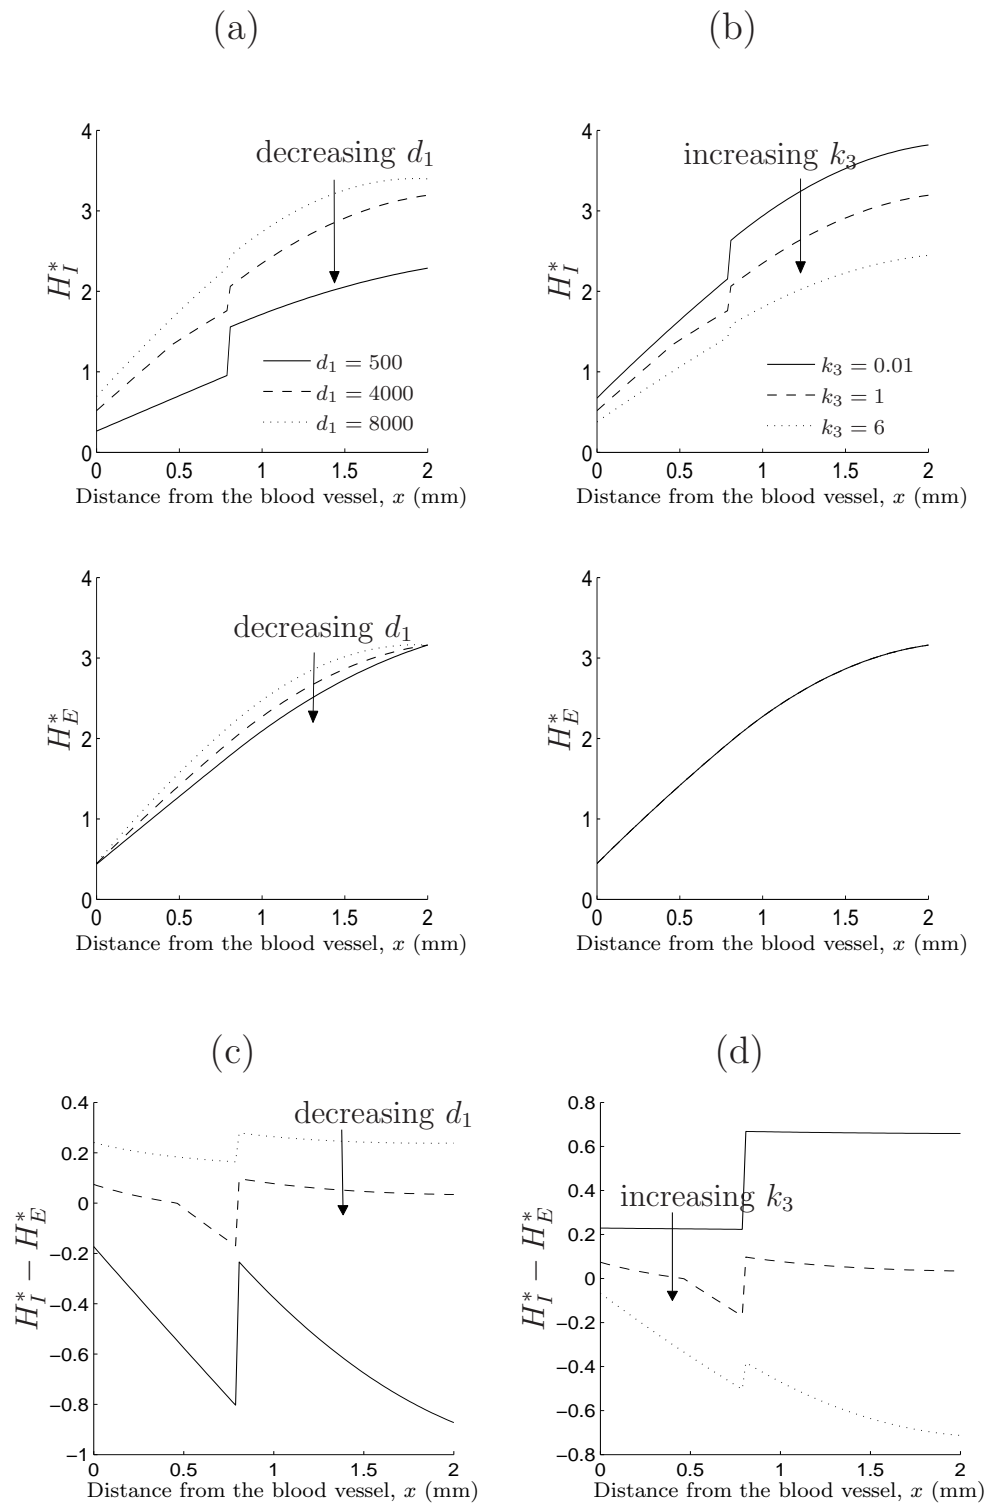 (a)
(b)
4
3
2
1
0
H_I^*
decreasing d_1
d_1 = 500
d_1 = 4000
d_1 = 8000
0 0.5 1 1.5 2
Distance from the blood vessel, x (mm)
4
3
2
1
0
H_I^*
increasing k_3
k_3 = 0.01
k_3 = 1
k_3 = 6
0 0.5 1 1.5 2
Distance from the blood vessel, x (mm)
4
3
2
1
0
H_E^*
decreasing d_1
0 0.5 1 1.5 2
Distance from the blood vessel, x (mm)
4
3
2
1
0
H_E^*
0 0.5 1 1.5 2
Distance from the blood vessel, x (mm)
(c)
(d)
0.4
0.2
0
−0.2
−0.4
−0.6
−0.8
−1
H_I^* − H_E^*
decreasing d_1
0 0.5 1 1.5 2
Distance from the blood vessel, x (mm)
0.8
0.6
0.4
0.2
0
−0.2
−0.4
−0.6
−0.8
H_I^* − H_E^*
increasing k_3
0 0.5 1 1.5 2
Distance from the blood vessel, x (mm)